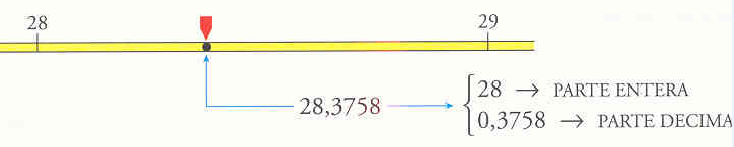 28 29
28 → PARTE ENTERA
28,3758
0,3758 → PARTE DECIMA